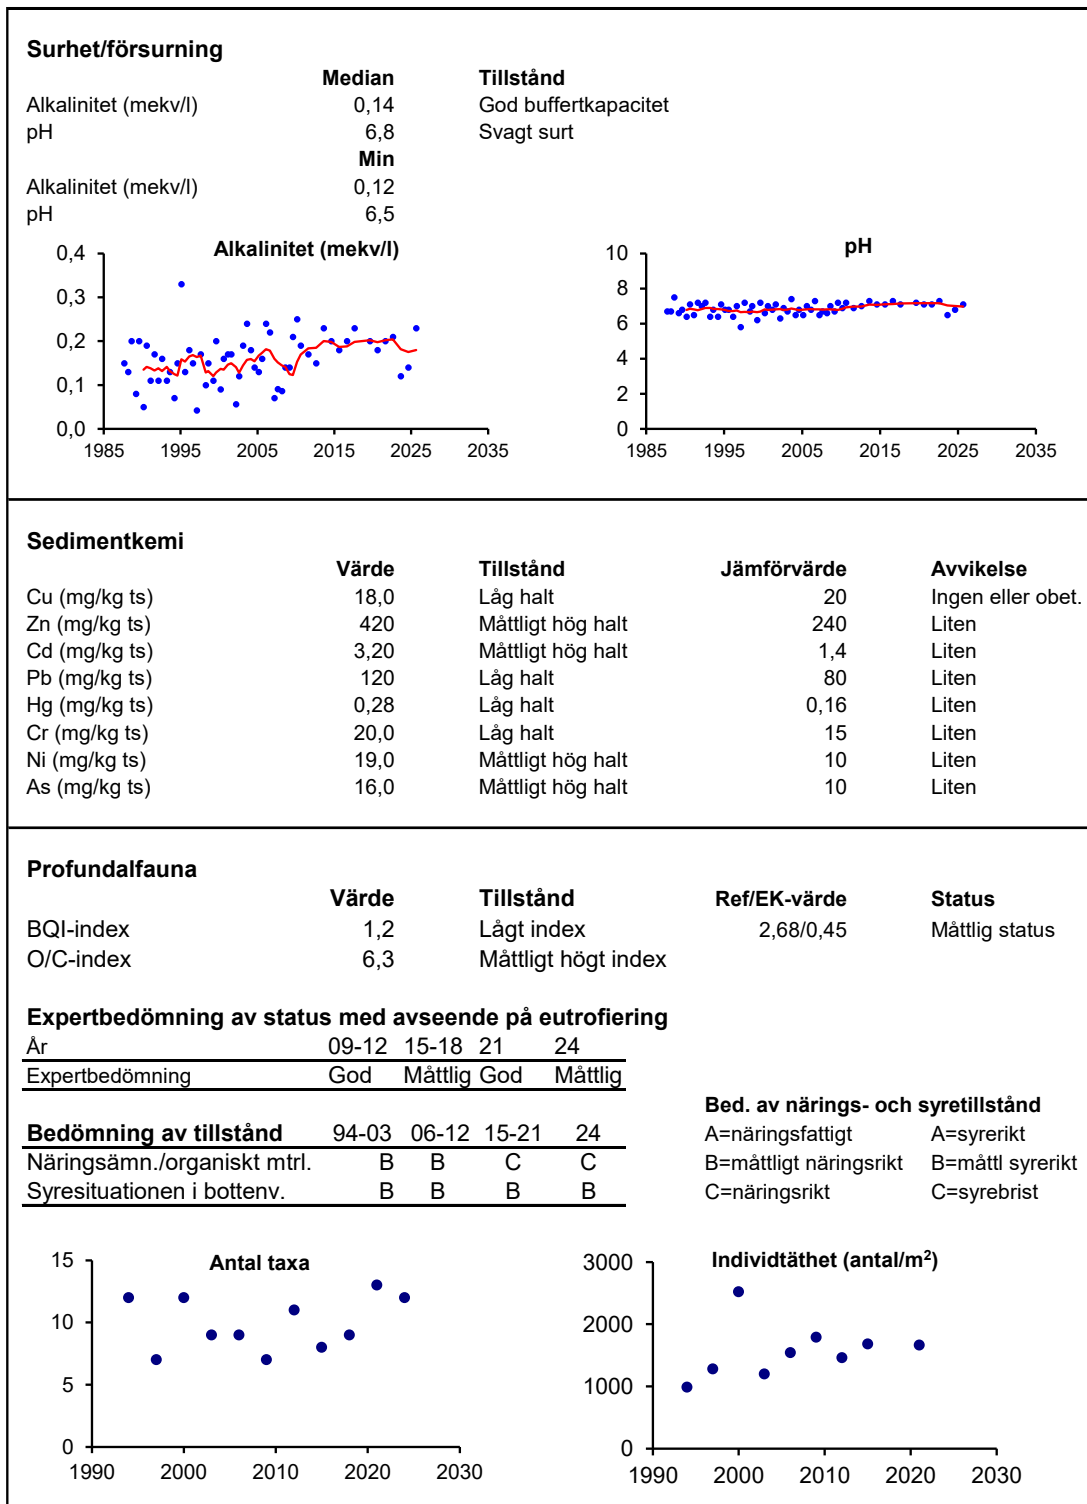 Surhet/försurning
Median Tillstånd
Alkalinitet (mekv/l) 0,14 God buffertkapacitet
pH 6,8 Svagt surt
Min
Alkalinitet (mekv/l) 0,12
pH 6,5
Alkalinitet (mekv/l)
0,4
0,3
0,2
0,1
0,0
1985 1995 2005 2015 2025 2035
pH
10
8
6
4
2
0
1985 1995 2005 2015 2025 2035
Sedimentkemi
Värde Tillstånd Jämförvärde Avvikelse
Cu (mg/kg ts) 18,0 Låg halt 20 Ingen eller obet.
Zn (mg/kg ts) 420 Måttligt hög halt 240 Liten
Cd (mg/kg ts) 3,20 Måttligt hög halt 1,4 Liten
Pb (mg/kg ts) 120 Låg halt 80 Liten
Hg (mg/kg ts) 0,28 Låg halt 0,16 Liten
Cr (mg/kg ts) 20,0 Låg halt 15 Liten
Ni (mg/kg ts) 19,0 Måttligt hög halt 10 Liten
As (mg/kg ts) 16,0 Måttligt hög halt 10 Liten
Profundalfauna
Värde Tillstånd Ref/EK-värde Status
BQI-index 1,2 Lågt index 2,68/0,45 Måttlig status
O/C-index 6,3 Måttligt högt index
Expertbedömning av status med avseende på eutrofiering
År 09-12 15-18 21 24
Expertbedömning God Måttlig God Måttlig
Bedömning av tillstånd 94-03 06-12 15-21 24
Näringsämn./organiskt mtrl. B B C C
Syresituationen i bottenv. B B B B
Bed. av närings- och syretillstånd
A=näringsfattigt A=syrerikt
B=måttligt näringsrikt B=måttl syrerikt
C=näringsrikt C=syrebrist
Antal taxa
15
10
5
0
1990 2000 2010 2020 2030
Individtäthet (antal/m²)
3000
2000
1000
0
1990 2000 2010 2020 2030